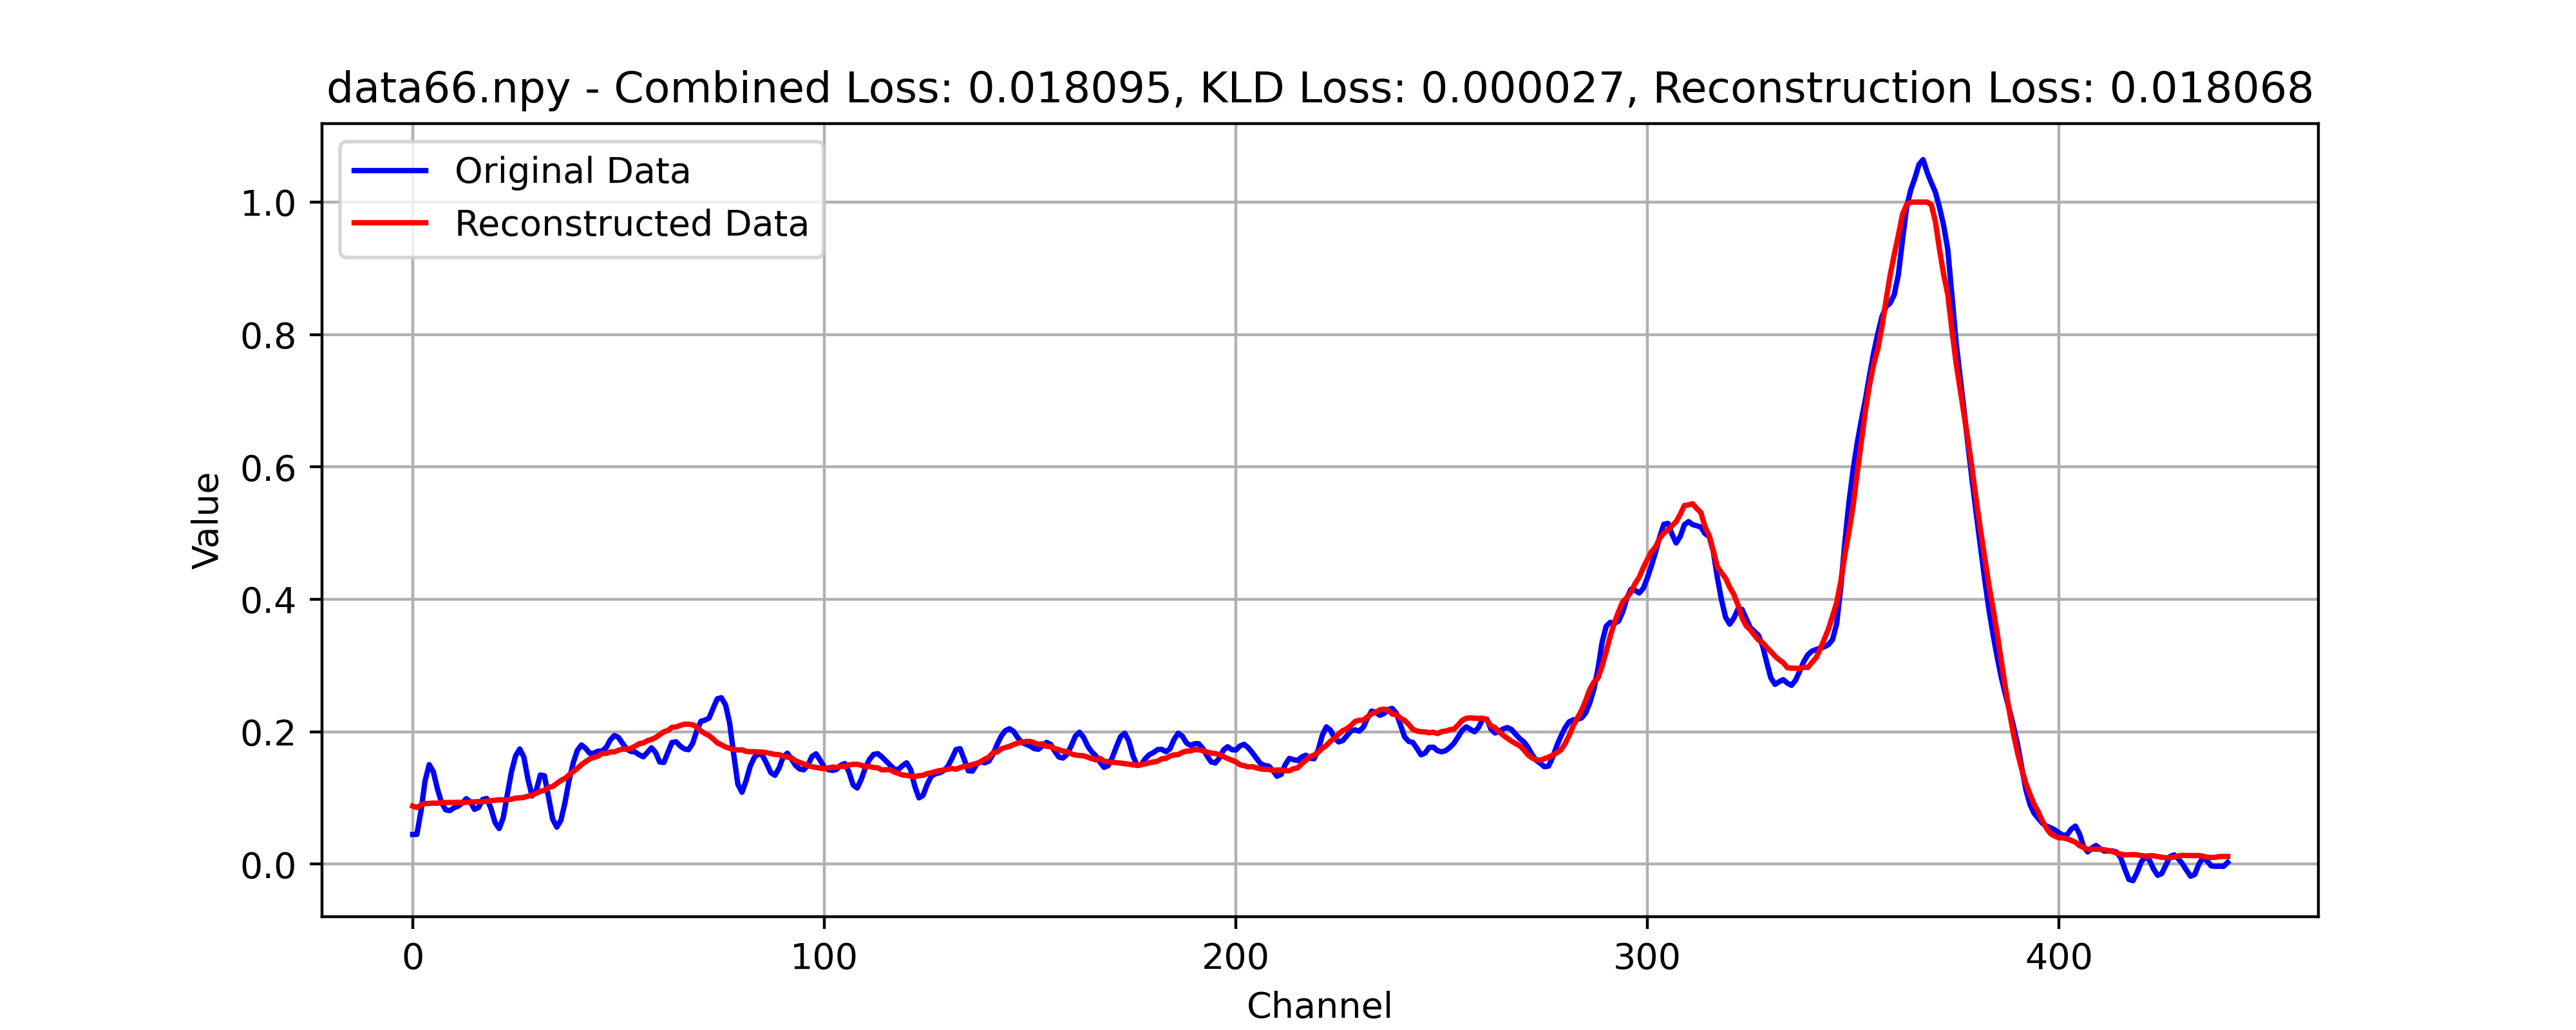 data66.npy - Combined Loss: 0.018095, KLD Loss: 0.000027, Reconstruction Loss: 0.018068
Original Data
Reconstructed Data
1.0
0.8
0.6
0.4
0.2
0.0
Value
0 100 200 300 400
Channel